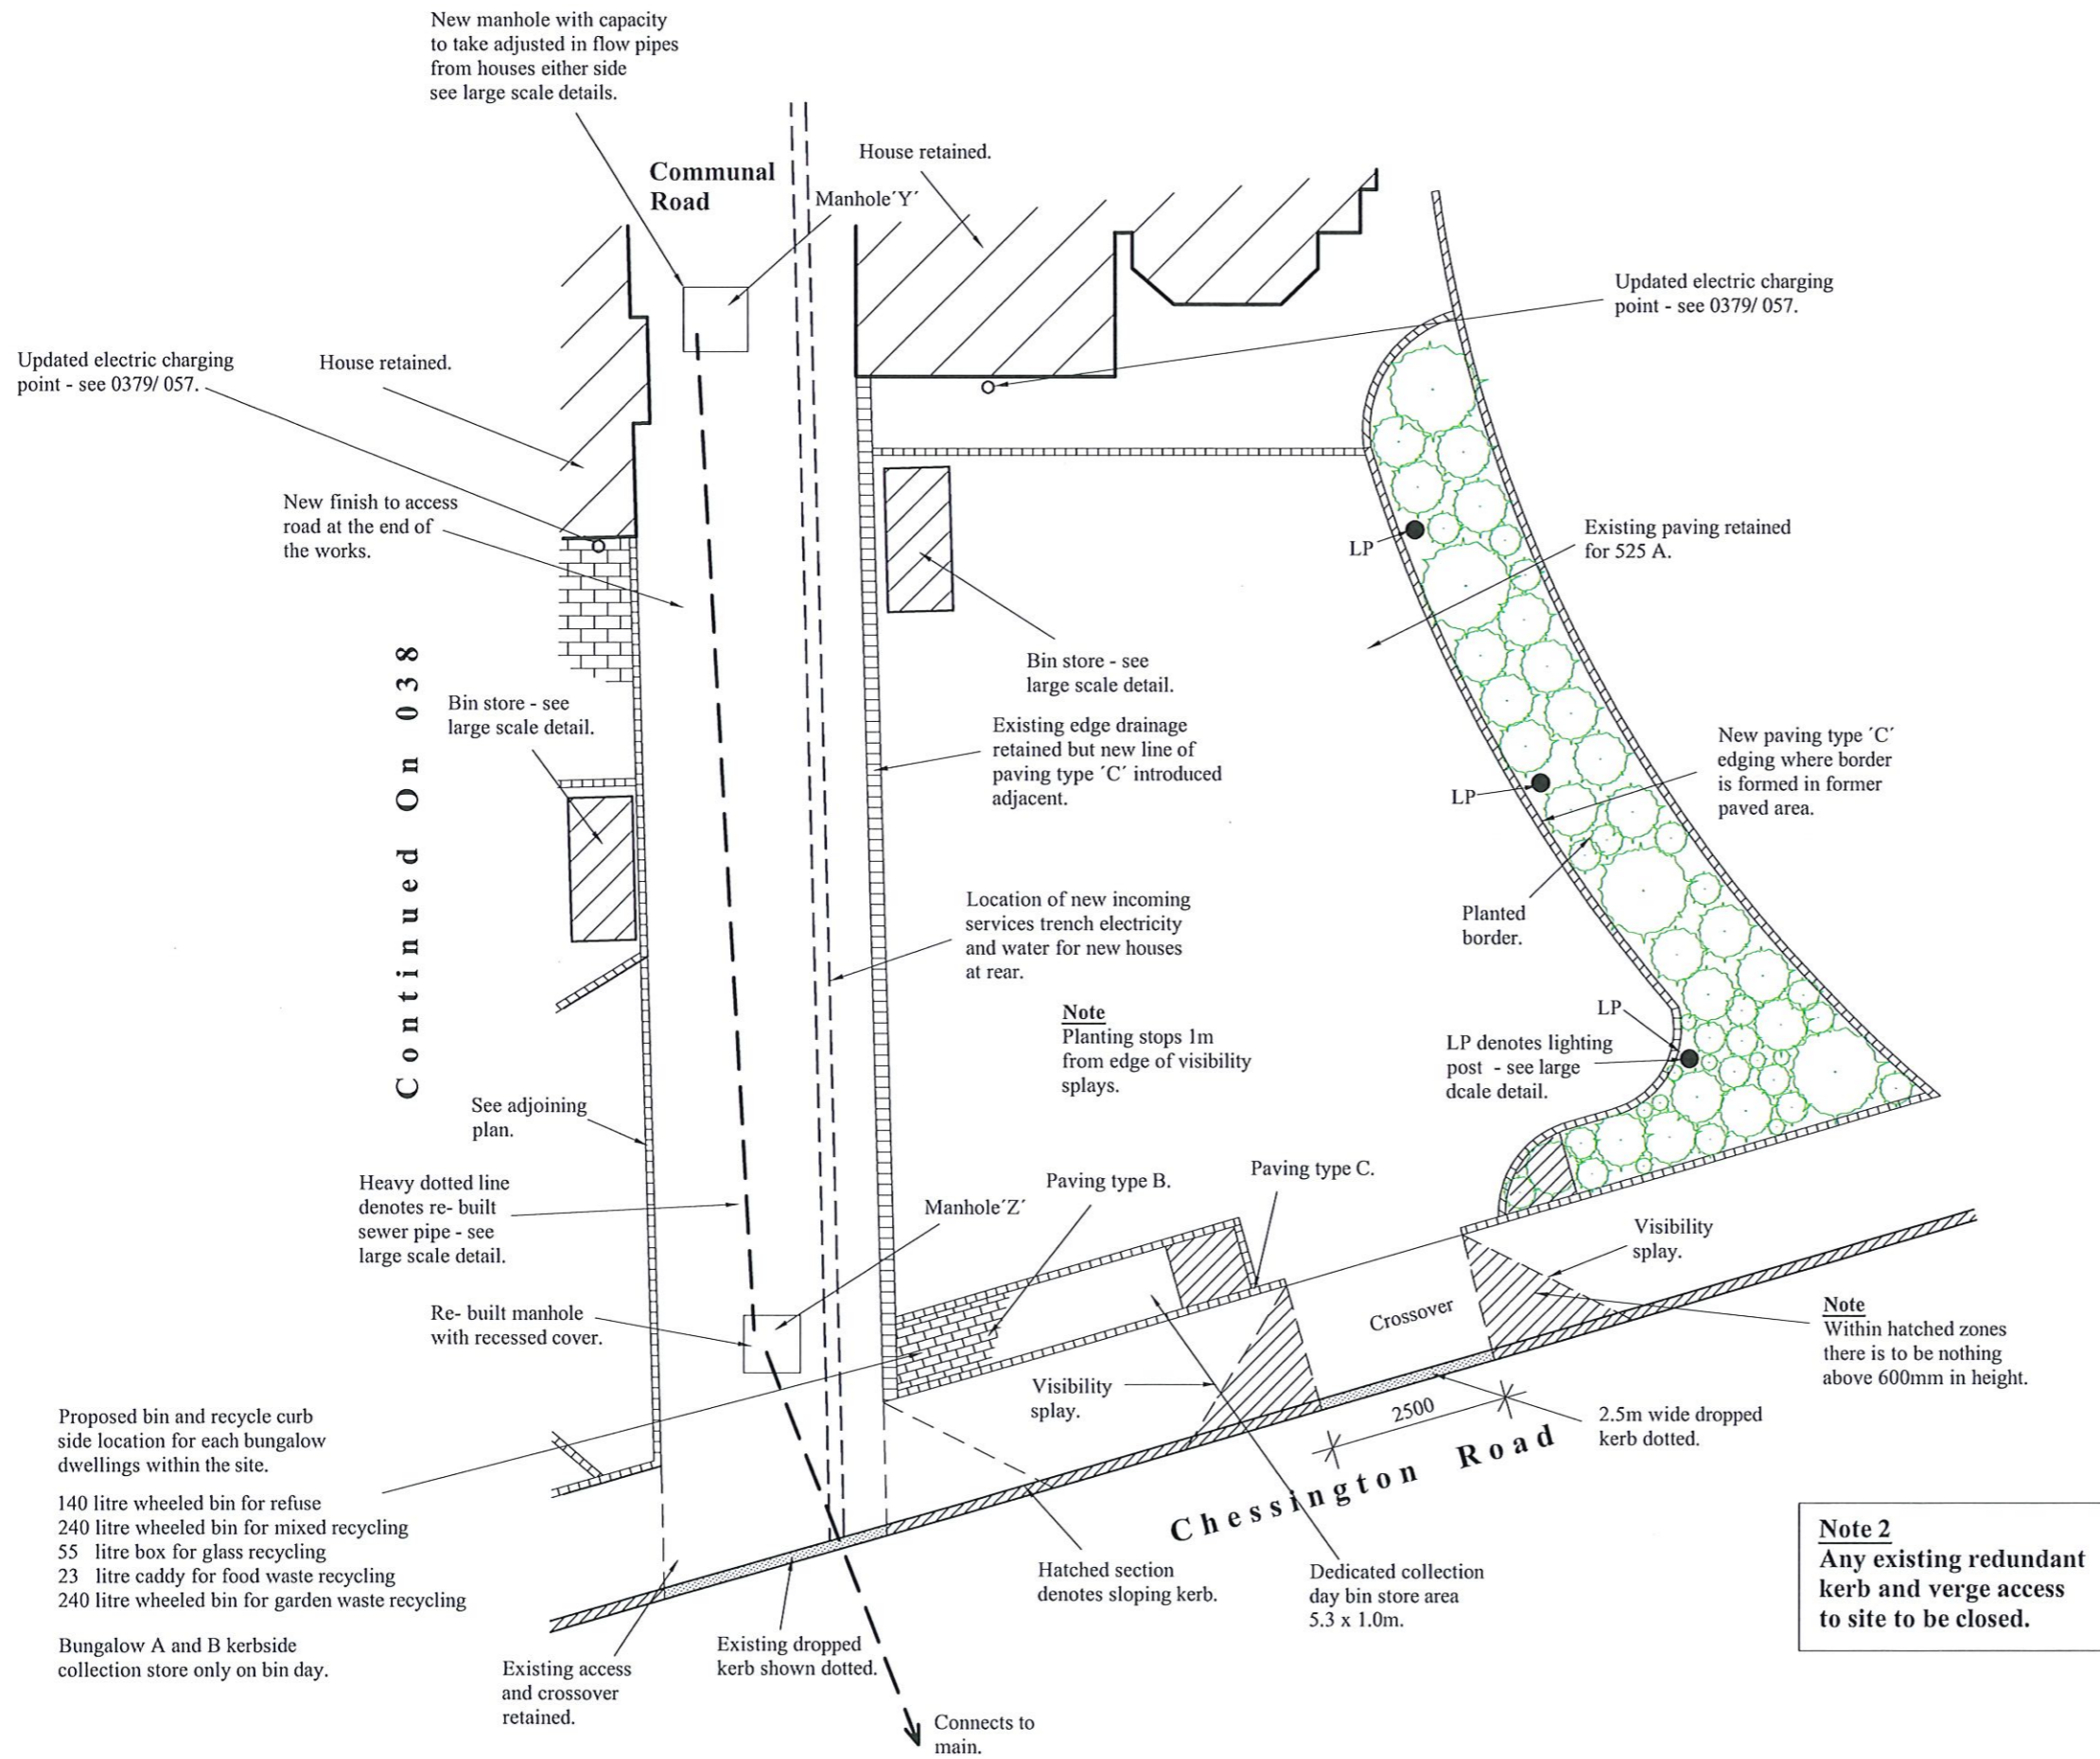 New manhole with capacity
to take adjusted in flow pipes
from houses either side
see large scale details.
Communal
Road
House retained.
Manhole´Y´
Updated electric charging
point - see 0379/ 057.
Updated electric charging
point - see 0379/ 057.
House retained.
New finish to access
road at the end of
the works.
LP
Existing paving retained
for 525 A.
Continued On 038
Bin store - see
large scale detail.
Bin store - see
large scale detail.
Existing edge drainage
retained but new line of
paving type ´C´ introduced
adjacent.
New paving type ´C´
edging where border
is formed in former
paved area.
LP
Planted
border.
Location of new incoming
services trench electricity
and water for new houses
at rear.
Note
Planting stops 1m
from edge of visibility
splays.
LP
LP denotes lighting
post - see large
dcale detail.
See adjoining
plan.
Heavy dotted line
denotes re- built
sewer pipe - see
large scale detail.
Manhole´Z´
Paving type B.
Paving type C.
Visibility
splay.
Re- built manhole
with recessed cover.
Crossover
Note
Within hatched zones
there is to be nothing
above 600mm in height.
Visibility
splay.
2500
2.5m wide dropped
kerb dotted.
Chessington Road
Proposed bin and recycle curb
side location for each bungalow
dwellings within the site.
140 litre wheeled bin for refuse
240 litre wheeled bin for mixed recycling
55 litre box for glass recycling
23 litre caddy for food waste recycling
240 litre wheeled bin for garden waste recycling
Bungalow A and B kerbside
collection store only on bin day.
Existing access
and crossover
retained.
Existing dropped
kerb shown dotted.
Hatched section
denotes sloping kerb.
Dedicated collection
day bin store area
5.3 x 1.0m.
Note 2
Any existing redundant
kerb and verge access
to site to be closed.
Connects to
main.